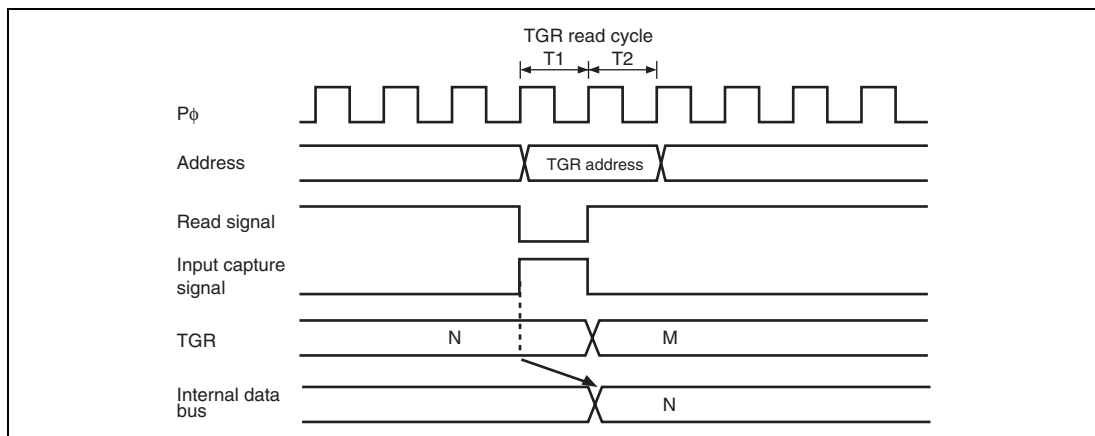 TGR read cycle
T1 T2
Pφ
Address
TGR address
Read signal
Input capture
signal
TGR
N M
Internal data
bus
N